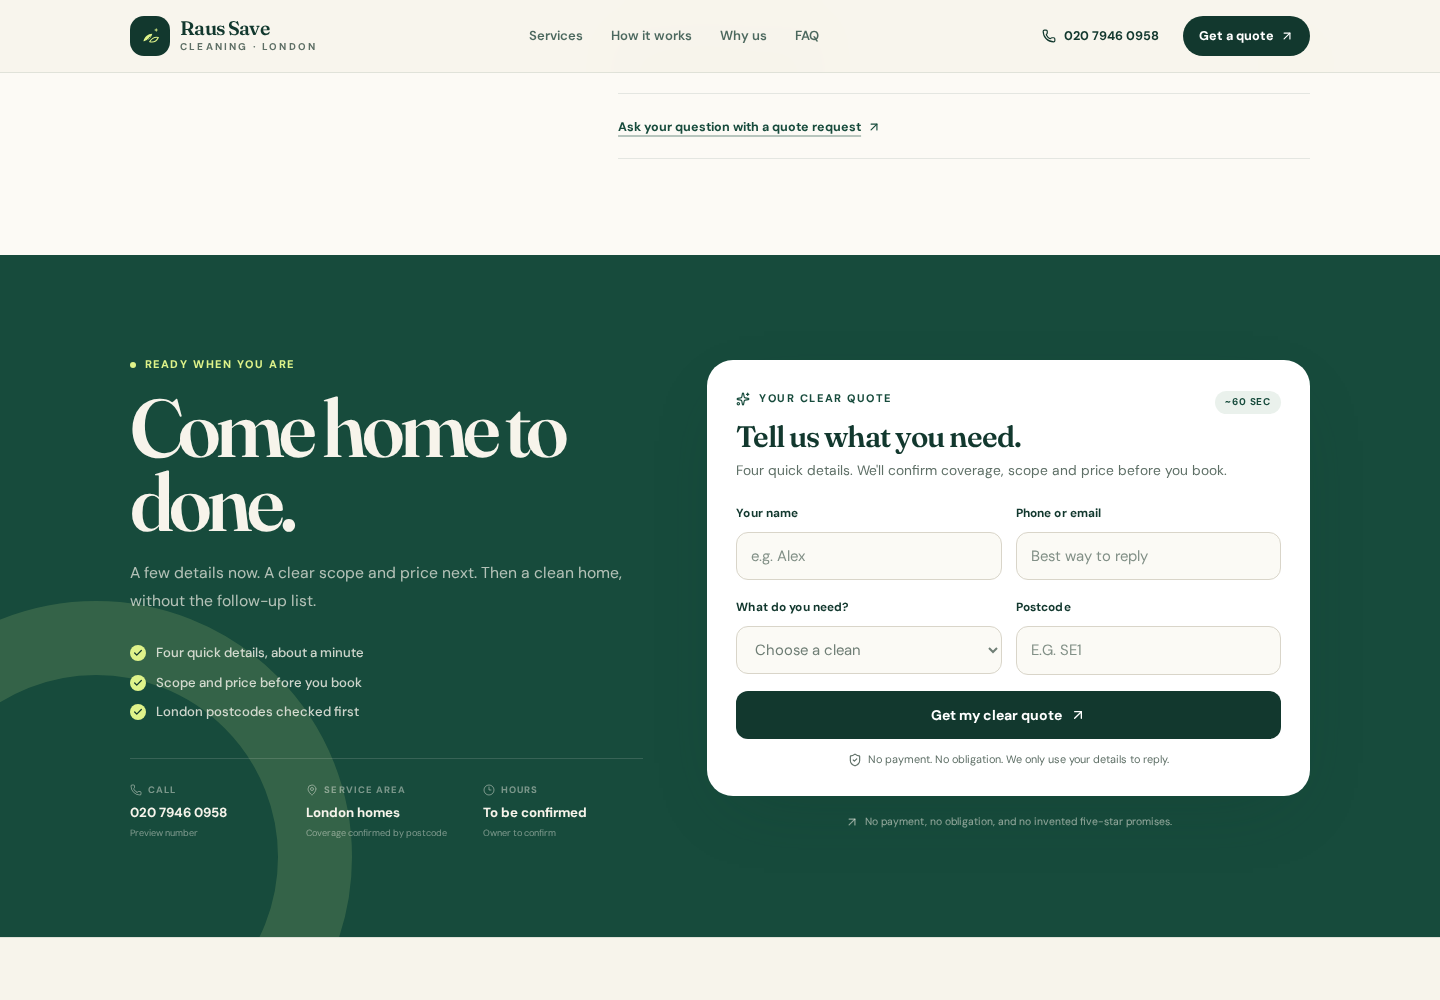 Raus Save
CLEANING · LONDON
Services
How it works
Why us
FAQ
020 7946 0958
Get a quote
Ask your question with a quote request
READY WHEN YOU ARE
Come home to
done.
A few details now. A clear scope and price next. Then a clean home,
without the follow-up list.
Four quick details, about a minute
Scope and price before you book
London postcodes checked first
CALL
020 7946 0958
Preview number
SERVICE AREA
London homes
Coverage confirmed by postcode
HOURS
To be confirmed
Owner to confirm
YOUR CLEAR QUOTE
~60 SEC
Tell us what you need.
Four quick details. We'll confirm coverage, scope and price before you book.
Your name
Phone or email
e.g. Alex
Best way to reply
What do you need?
Postcode
Choose a clean
E.G. SE1
Get my clear quote
No payment. No obligation. We only use your details to reply.
No payment, no obligation, and no invented five-star promises.